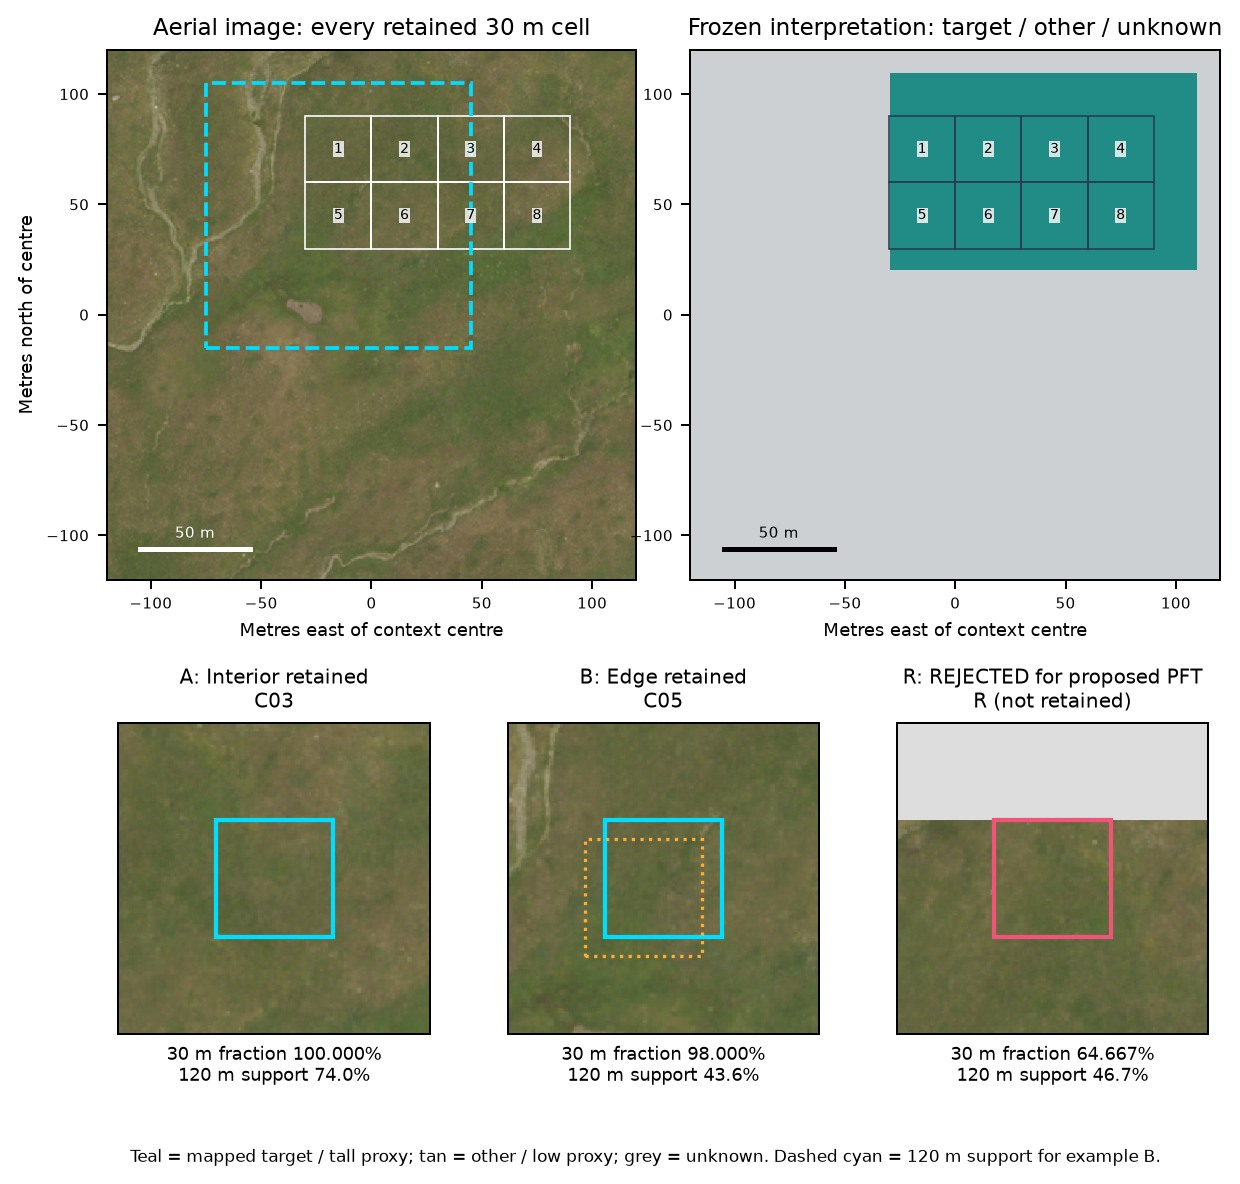 Aerial image: every retained 30 m cell
Frozen interpretation: target / other / unknown
Metres north of centre
100
50
0
−50
−100
1
2
3
4
5
6
7
8
50 m
−100
−50
0
50
100
Metres east of context centre
100
50
0
−50
−100
1
2
3
4
5
6
7
8
50 m
−100
−50
0
50
100
Metres east of context centre
A: Interior retained
C03
30 m fraction 100.000%
120 m support 74.0%
B: Edge retained
C05
30 m fraction 98.000%
120 m support 43.6%
R: REJECTED for proposed PFT
R (not retained)
30 m fraction 64.667%
120 m support 46.7%
Teal = mapped target / tall proxy; tan = other / low proxy; grey = unknown. Dashed cyan = 120 m support for example B.